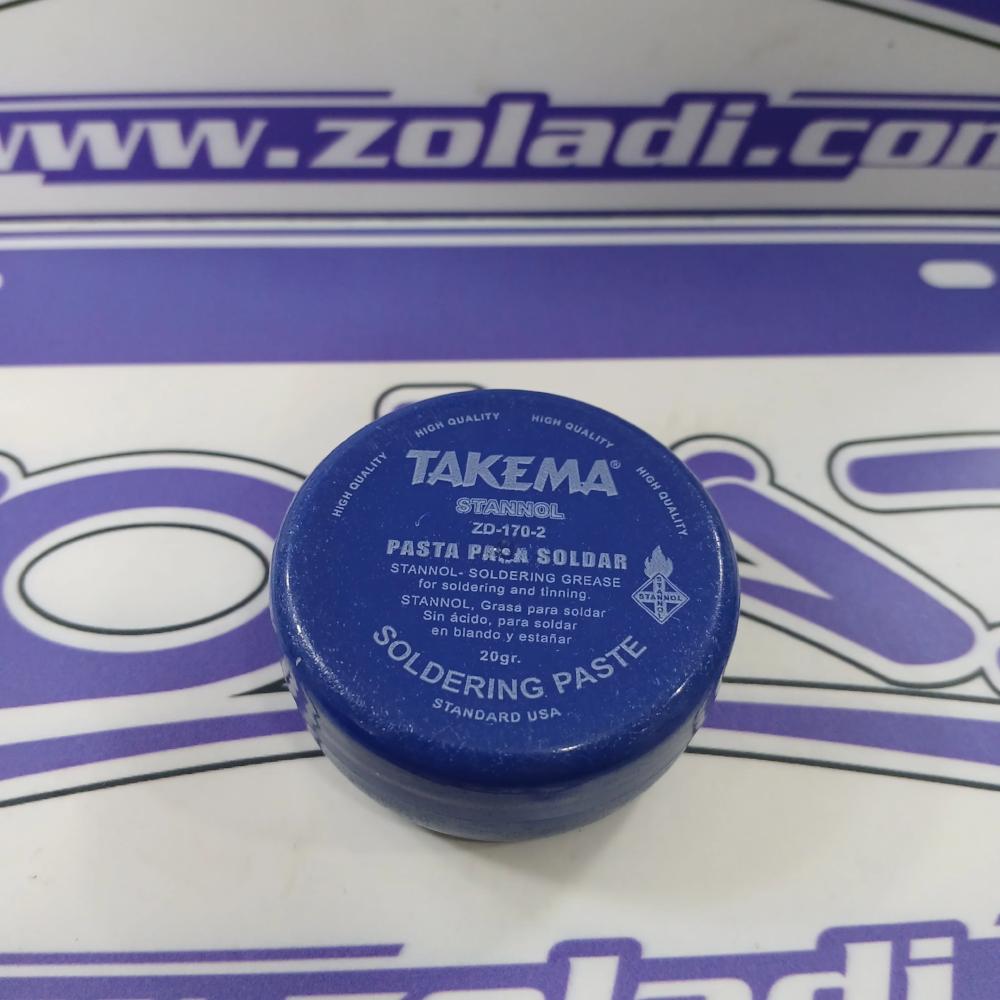 www.zoladi.com
HIGH QUALITY HIGH QUALITY HIGH QUALITY HIGH QUALITY
TAKEMA®
STANNOL
ZD-170-2
PASTA PARA SOLDAR
STANNOL- SOLDERING GREASE
for soldering and tinning.
STANNOL
STANNOL
STANNOL, Grasa para soldar
Sin ácido, para soldar
en blando y estañar
20gr.
SOLDERING PASTE
STANDARD USA
zoladi